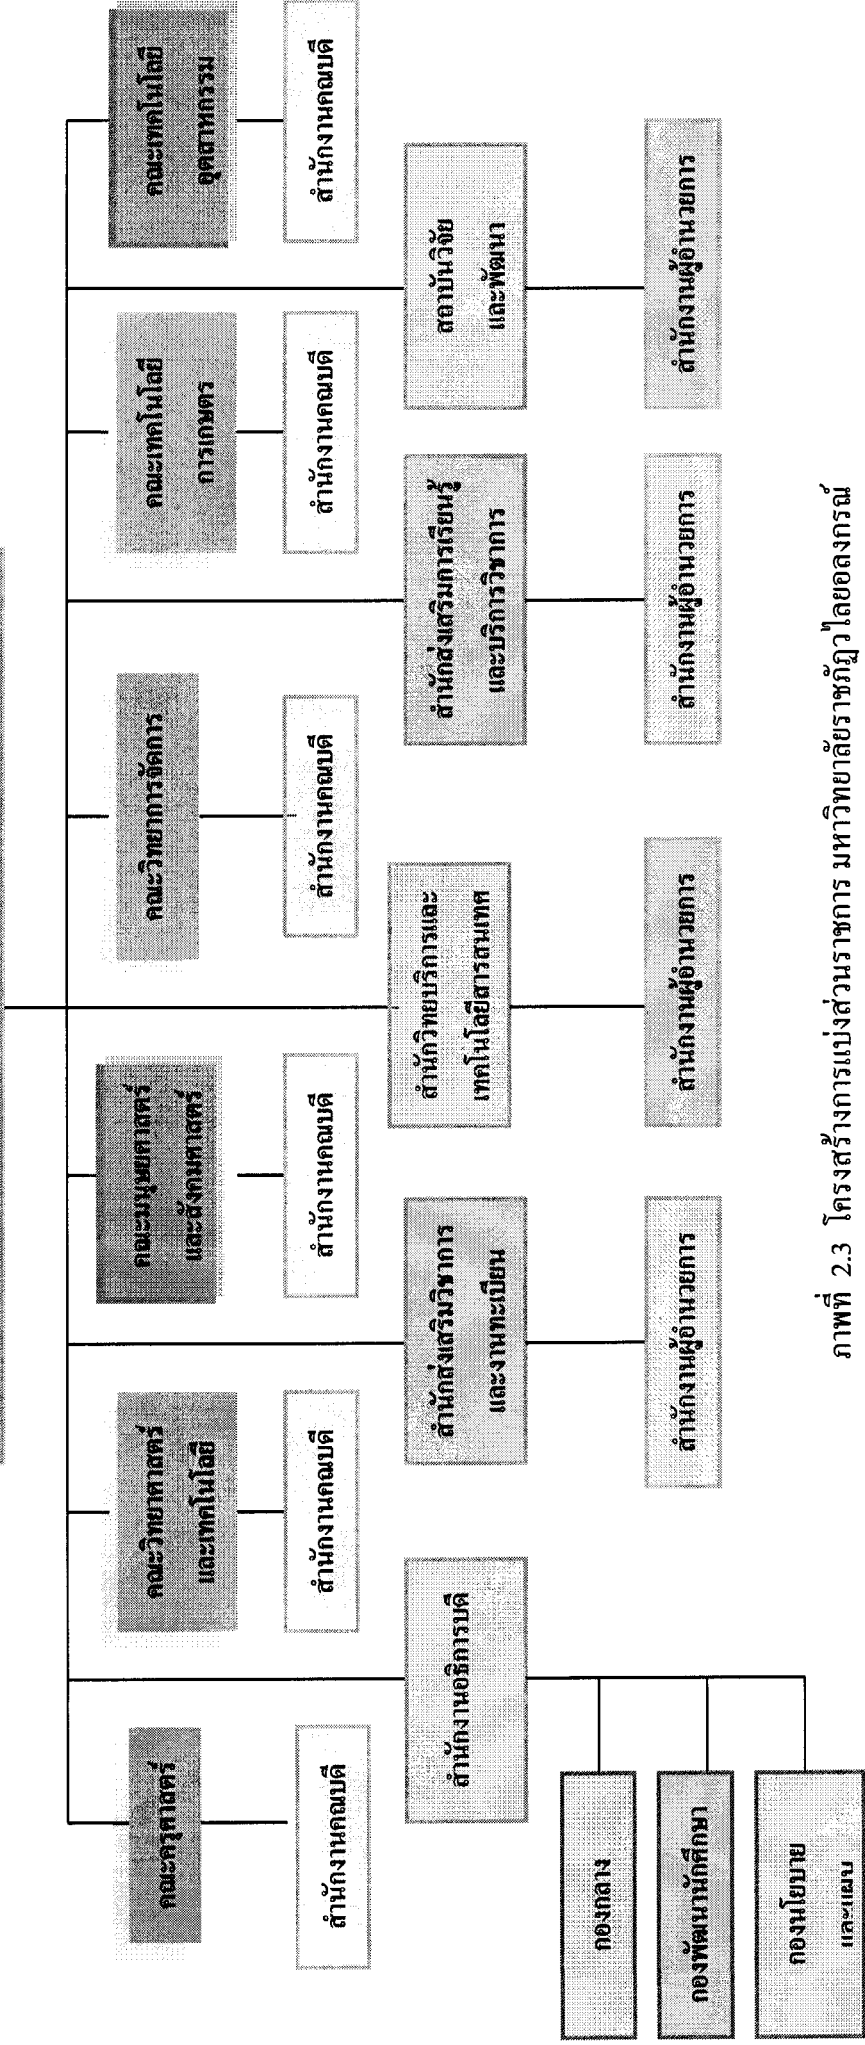 คณะครุศาสตร์
คณะวิทยาศาสตร์
และเทคโนโลยี
คณะมนุษยศาสตร์
และสังคมศาสตร์
คณะวิทยาการจัดการ
คณะเทคโนโลยี
การเกษตร
คณะเทคโนโลยี
อุตสาหกรรม
สำนักงานคณบดี
สำนักงานคณบดี
สำนักงานคณบดี
สำนักงานคณบดี
สำนักงานคณบดี
สำนักงานคณบดี
สำนักงานอธิการบดี
สำนักส่งเสริมวิชาการ
และงานทะเบียน
สำนักวิทยบริการและ
เทคโนโลยีสารสนเทศ
สำนักส่งเสริมการเรียนรู้
และบริการวิชาการ
สถาบันวิจัย
และพัฒนา
กองกลาง
กองพัฒนานักศึกษา
กองนโยบาย
และแผน
สำนักงานผู้อำนวยการ
สำนักงานผู้อำนวยการ
สำนักงานผู้อำนวยการ
สำนักงานผู้อำนวยการ
ภาพที่ 2.3 โครงสร้างการแบ่งส่วนราชการ มหาวิทยาลัยราชภัฏวไลยอลงกรณ์